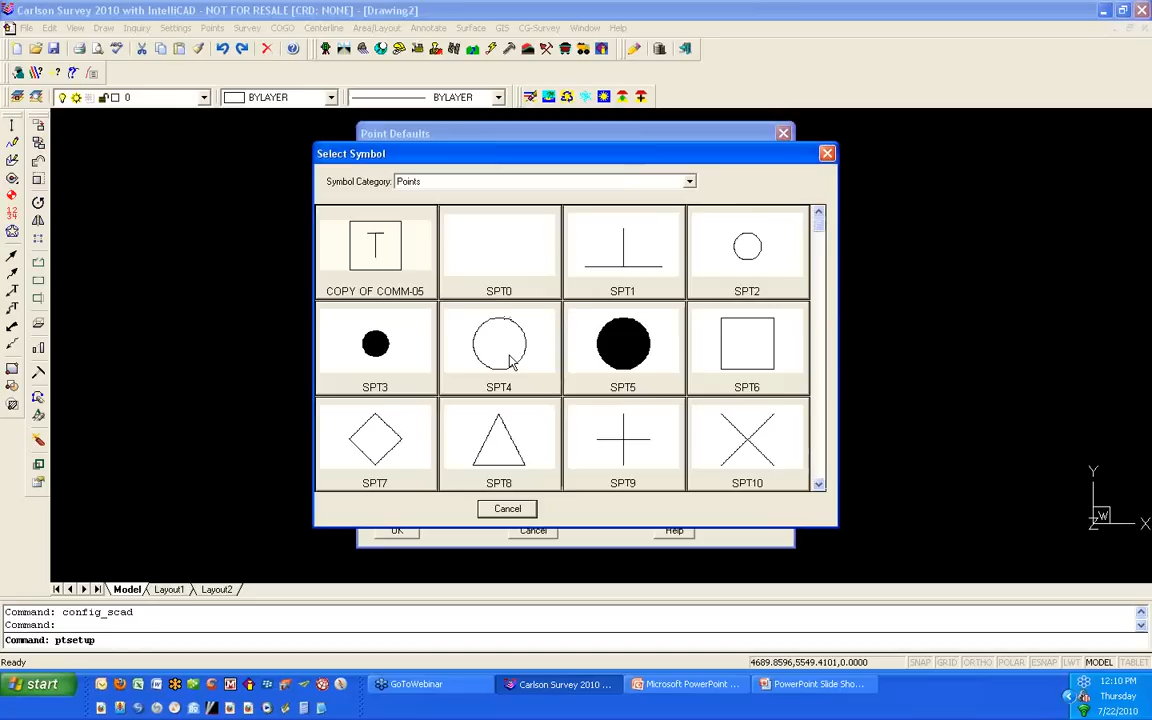 Carlson Survey 2010 with IntelliCAD - NOT FOR RESALE [CRD: NONE] - [Drawing2]
File Edit View Draw Inquiry Settings Points Survey COGO Centerline Area/Layout Annotate Surface GIS CG-Survey Window Help
0 BYLAYER BYLAYER
Point Defaults
Select Symbol
Symbol Category: Points
T
COPY OF COMM-05 SPT0 SPT1 SPT2
SPT3 SPT4 SPT5 SPT6
SPT7 SPT8 SPT9 SPT10
Cancel
OK Cancel Help
Y
W
Z X
Model Layout1 Layout2
Command: config_scad
Command:
Command: ptsetup
Ready 4689.8596,5549.4101,0.0000 SNAP GRID ORTHO POLAR ESNAP LWT MODEL TABLET
start GoToWebinar Carlson Survey 2010 ... Microsoft PowerPoint ... PowerPoint Slide Sho...
12:10 PM
Thursday
7/22/2010